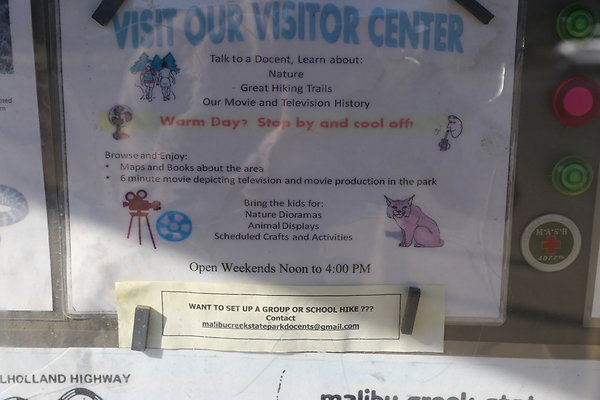 VISIT OUR VISITOR CENTER
Talk to a Docent, Learn about:
Nature
Great Hiking Trails
Our Movie and Television History
Warm Day? Stop by and cool off!
Browse and Enjoy:
• Maps and Books about the area
• 6 minute movie depicting television and movie production in the park
Bring the kids for:
Nature Dioramas
Animal Displays
Scheduled Crafts and Activities
M*A*S*H
4077th
Open Weekends Noon to 4:00 PM
WANT TO SET UP A GROUP OR SCHOOL HIKE ???
Contact
malibucreekstateparkdocents@gmail.com
LHOLLAND HIGHWAY
malibu creek stat